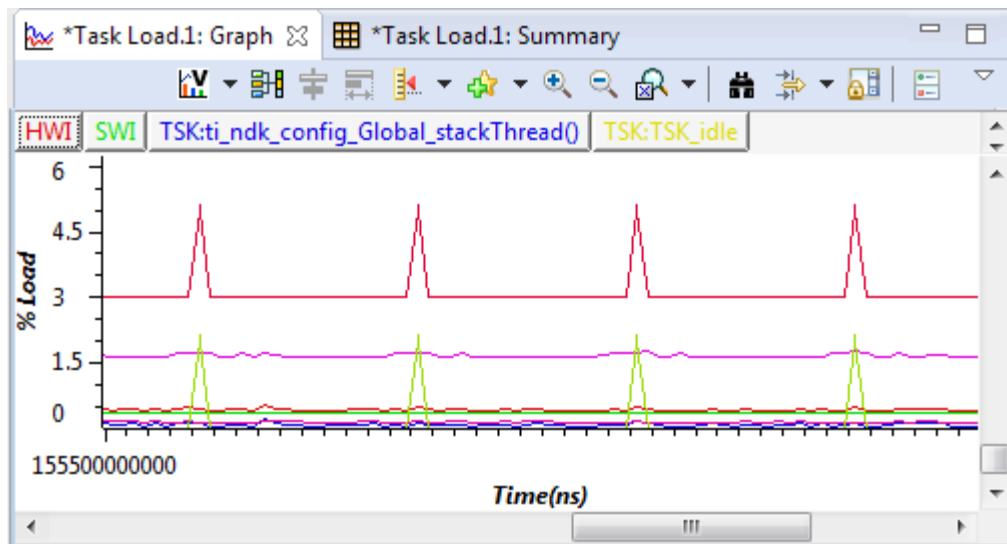 *Task Load.1: Graph *Task Load.1: Summary
HWI SWI TSK:ti_ndk_config_Global_stackThread() TSK:TSK_idle
6
4.5
3
1.5
0
% Load
155500000000
Time(ns)